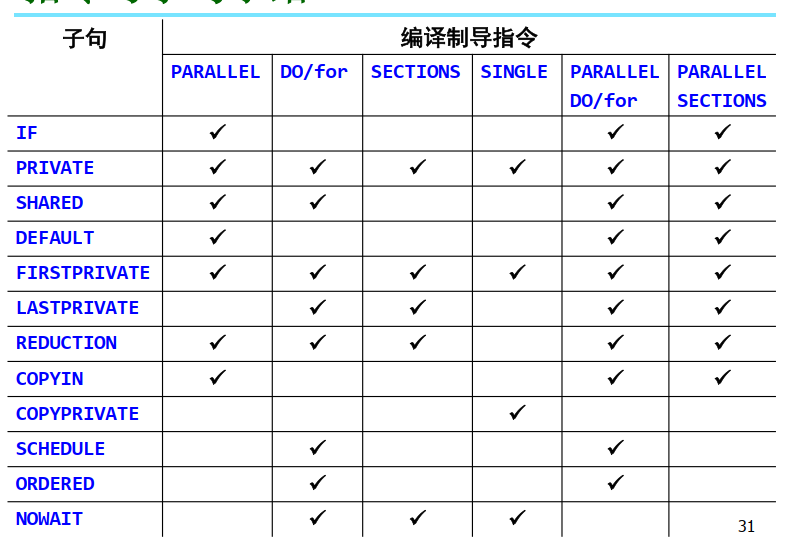 子句 编译制导指令
PARALLEL DO/for SECTIONS SINGLE PARALLEL DO/for PARALLEL SECTIONS
IF ✓ ✓ ✓
PRIVATE ✓ ✓ ✓ ✓ ✓ ✓
SHARED ✓ ✓ ✓ ✓
DEFAULT ✓ ✓ ✓
FIRSTPRIVATE ✓ ✓ ✓ ✓ ✓ ✓
LASTPRIVATE ✓ ✓ ✓ ✓
REDUCTION ✓ ✓ ✓ ✓ ✓
COPYIN ✓ ✓ ✓
COPYPRIVATE ✓
SCHEDULE ✓ ✓
ORDERED ✓ ✓
NOWAIT ✓ ✓ ✓
31